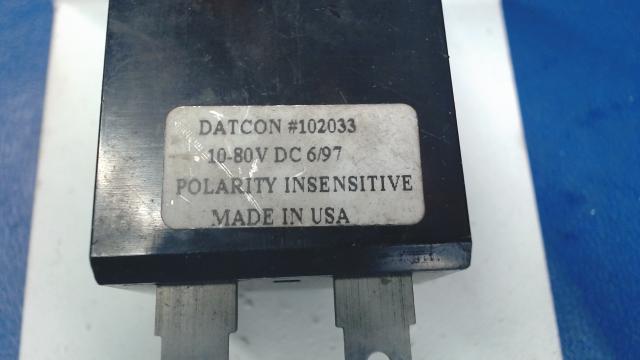 DATCON #102033
10-80V DC 6/97
POLARITY INSENSITIVE
MADE IN USA